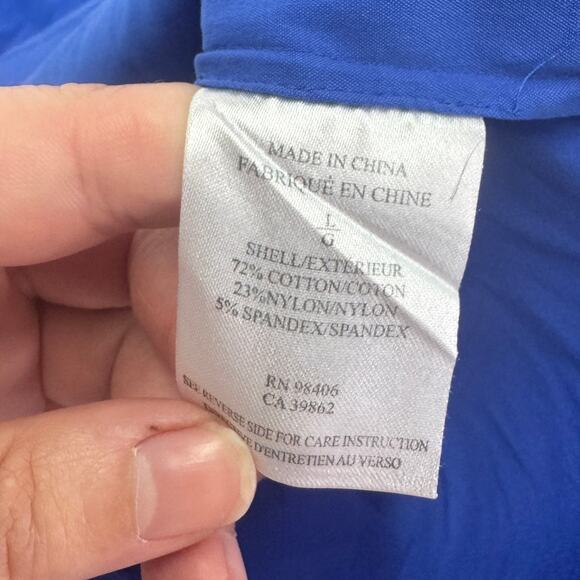 MADE IN CHINA
FABRIQUÉ EN CHINE
L
G
SHELL/EXTERIEUR
72% COTTON/COTON
23%NYLON/NYLON
5% SPANDEX/SPANDEX
RN 98406
CA 39862
SEE REVERSE SIDE FOR CARE INSTRUCTION
D'ENTRETIEN AU VERSO